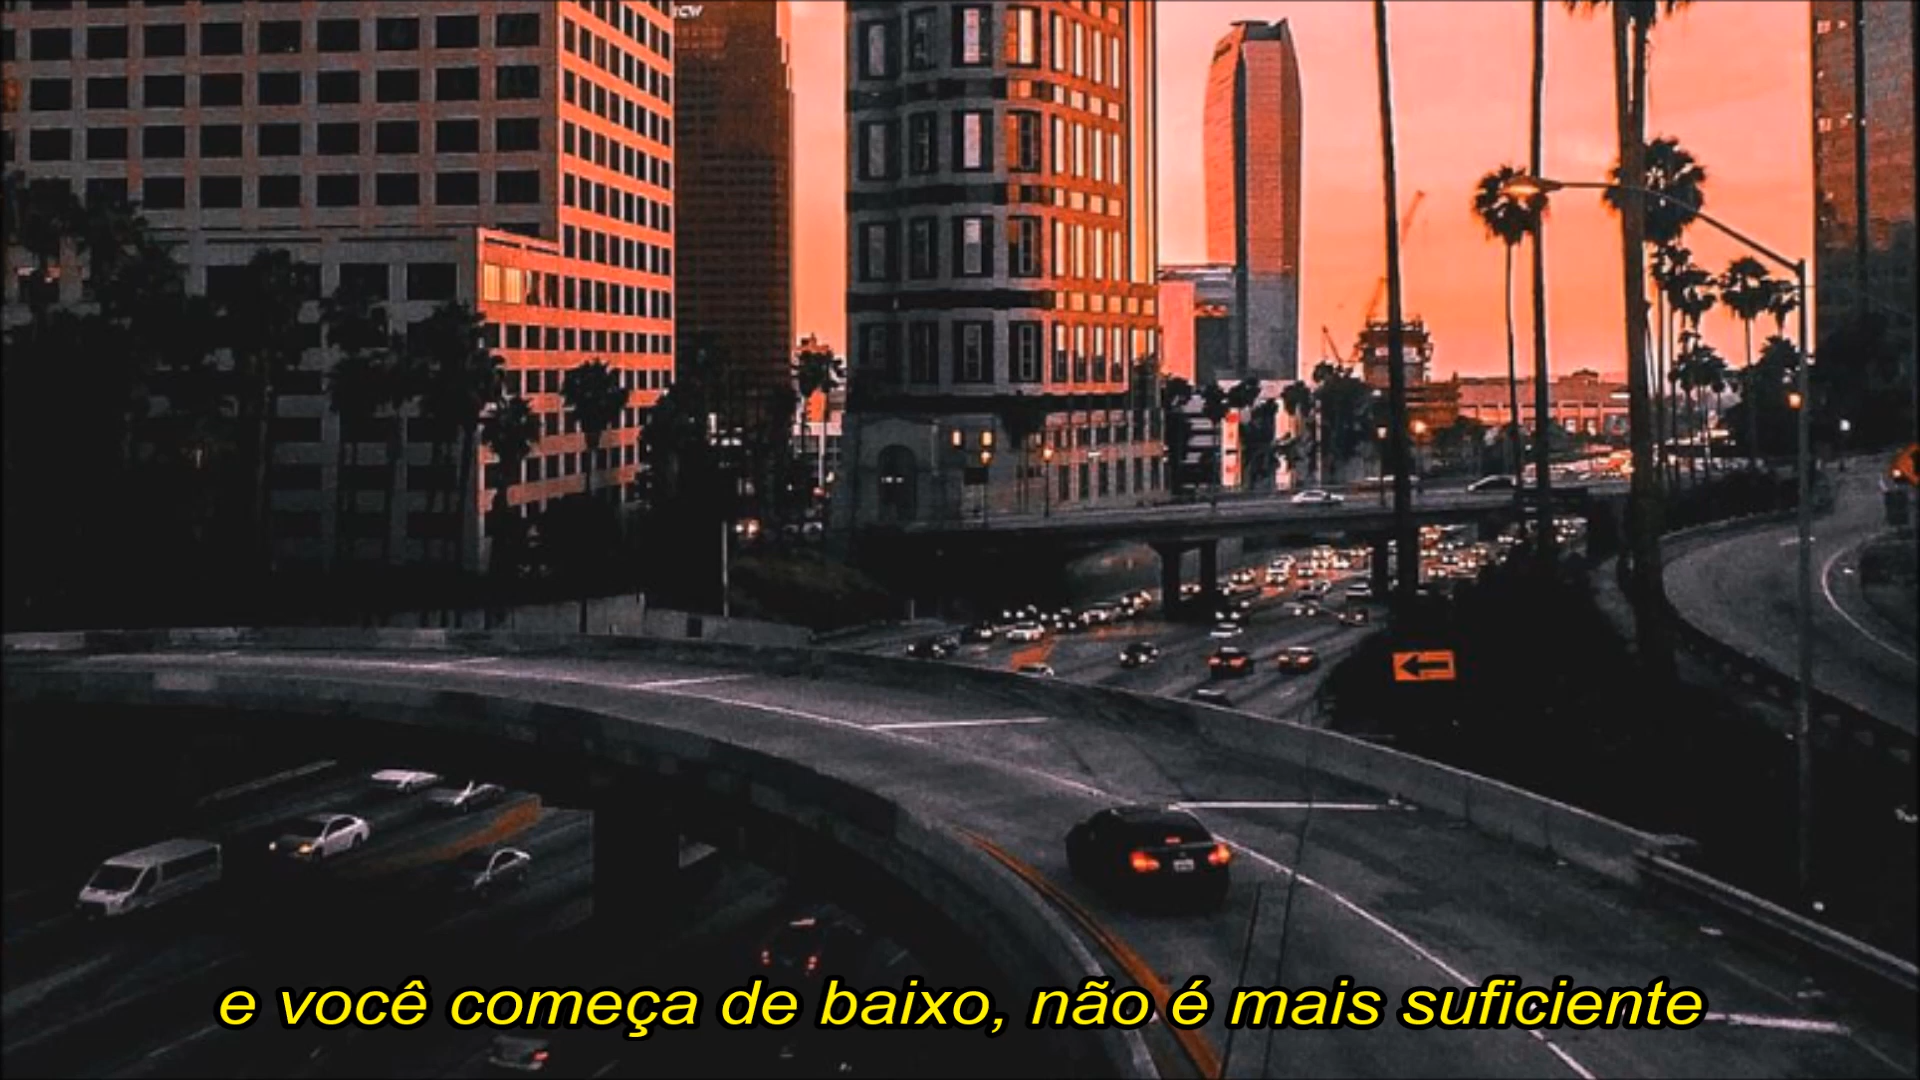 e você começa de baixo, não é mais suficiente